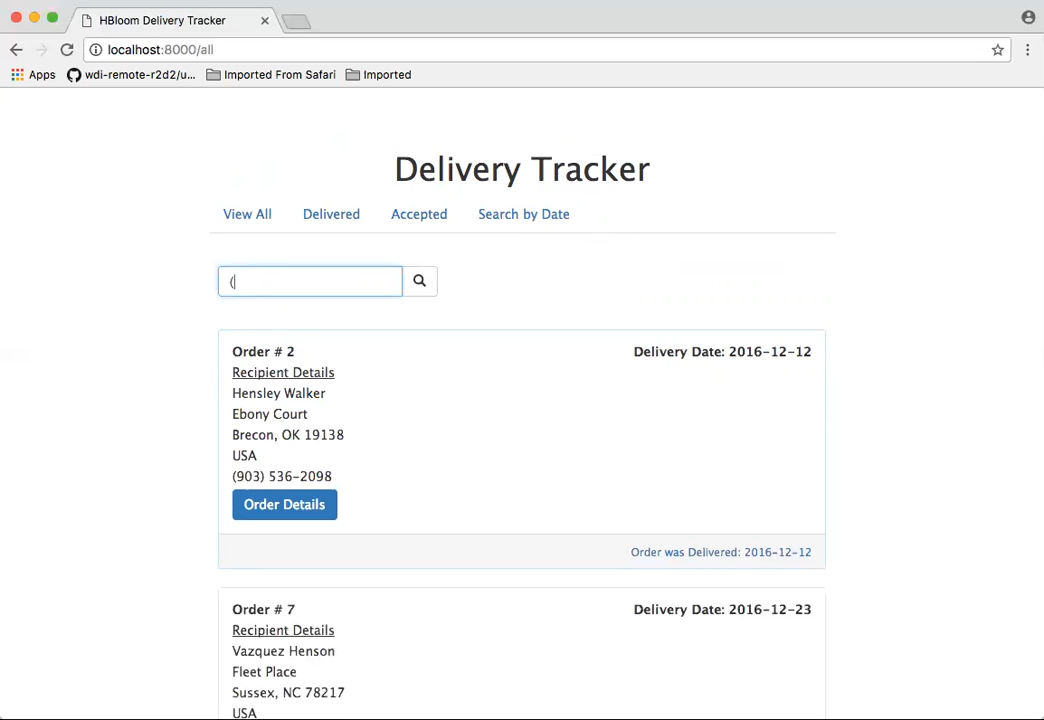 HBloom Delivery Tracker
localhost:8000/all
Apps wdi-remote-r2d2/u... Imported From Safari Imported
Delivery Tracker
View All Delivered Accepted Search by Date
(
Order # 2 Delivery Date: 2016-12-12
Recipient Details
Hensley Walker
Ebony Court
Brecon, OK 19138
USA
(903) 536-2098
Order Details
Order was Delivered: 2016-12-12
Order # 7 Delivery Date: 2016-12-23
Recipient Details
Vazquez Henson
Fleet Place
Sussex, NC 78217
USA